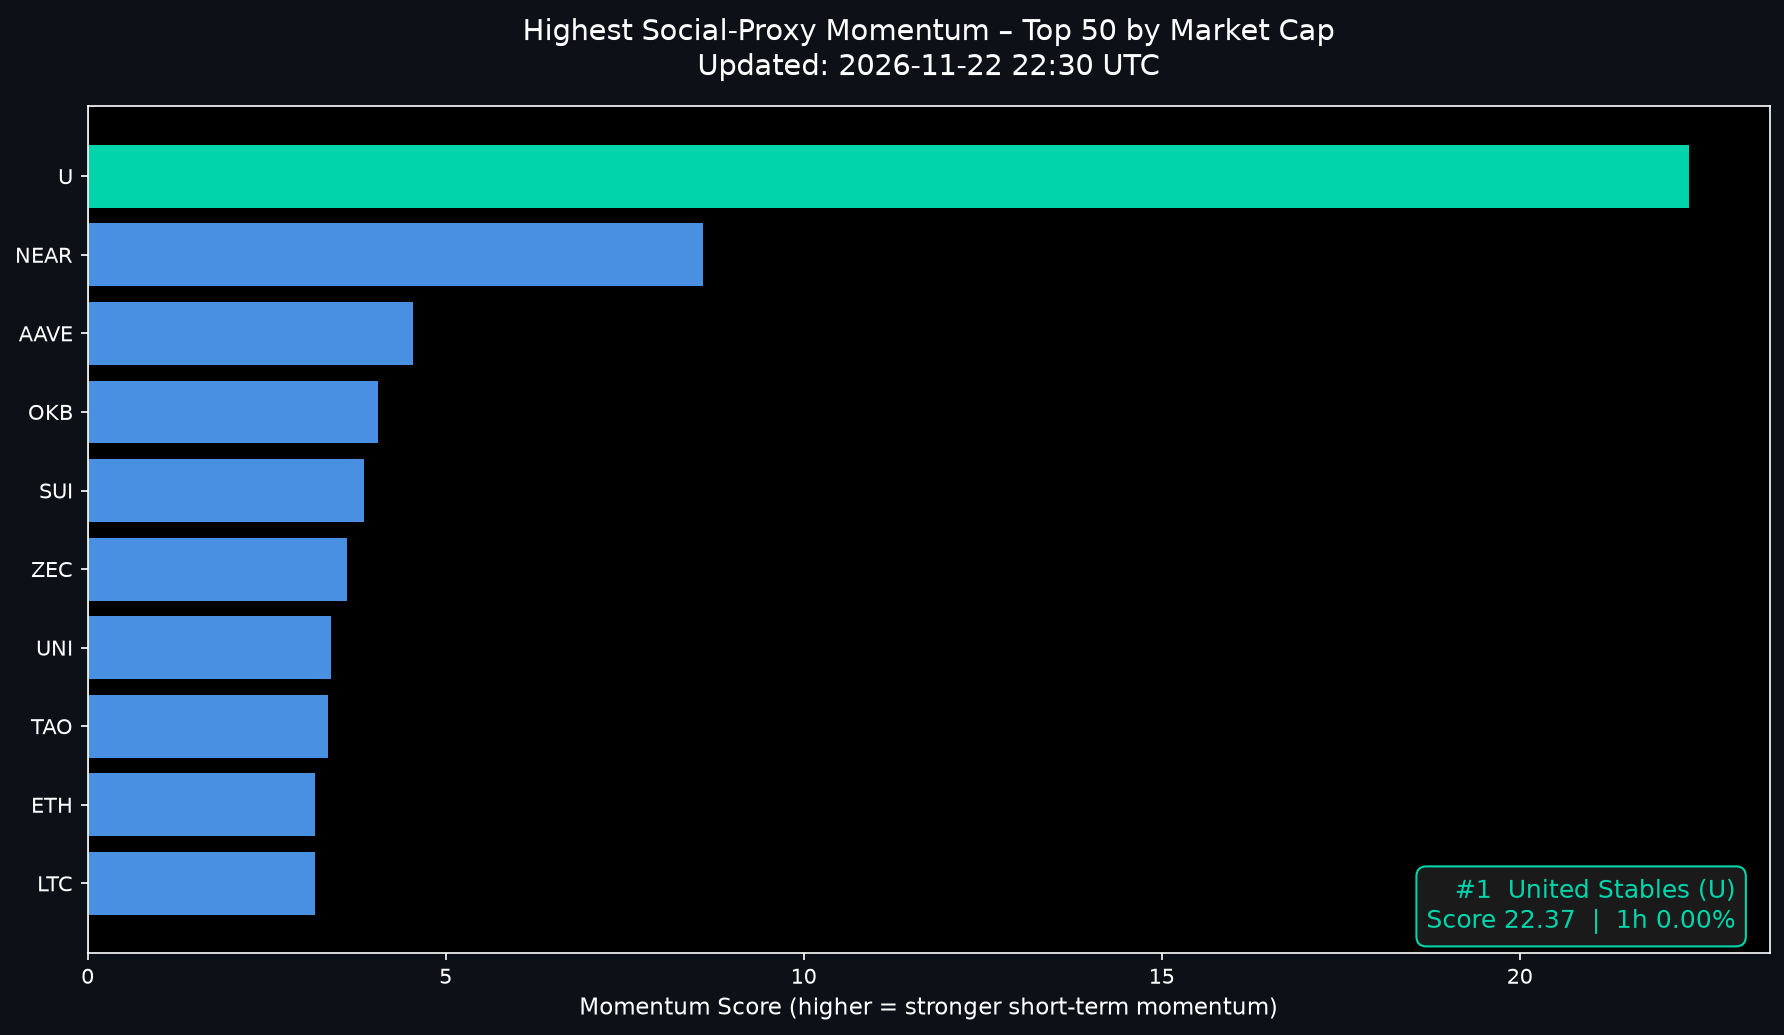 Highest Social-Proxy Momentum – Top 50 by Market Cap
Updated: 2026-11-22 22:30 UTC
U
NEAR
AAVE
OKB
SUI
ZEC
UNI
TAO
ETH
LTC
#1  United Stables (U)
Score 22.37  |  1h 0.00%
0 5 10 15 20
Momentum Score (higher = stronger short-term momentum)